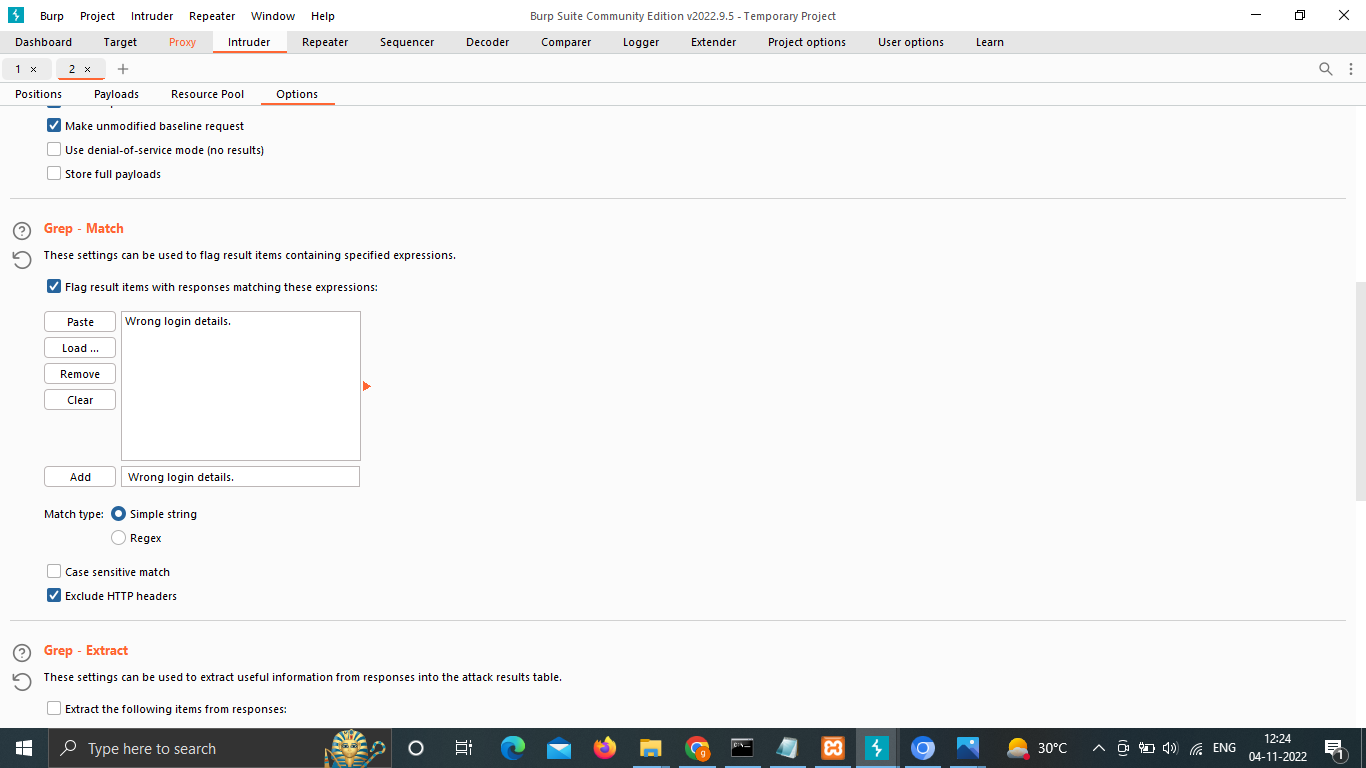 Burp Project Intruder Repeater Window Help Burp Suite Community Edition v2022.9.5 - Temporary Project
Dashboard Target Proxy Intruder Repeater Sequencer Decoder Comparer Logger Extender Project options User options Learn
1 × 2 × +
Positions Payloads Resource Pool Options
Make unmodified baseline request
Use denial-of-service mode (no results)
Store full payloads
Grep - Match
These settings can be used to flag result items containing specified expressions.
Flag result items with responses matching these expressions:
Paste Wrong login details.
Load ...
Remove
Clear
Add Wrong login details.
Match type: Simple string
Regex
Case sensitive match
Exclude HTTP headers
Grep - Extract
These settings can be used to extract useful information from responses into the attack results table.
Extract the following items from responses:
Type here to search 30°C ENG 12:24
04-11-2022 1